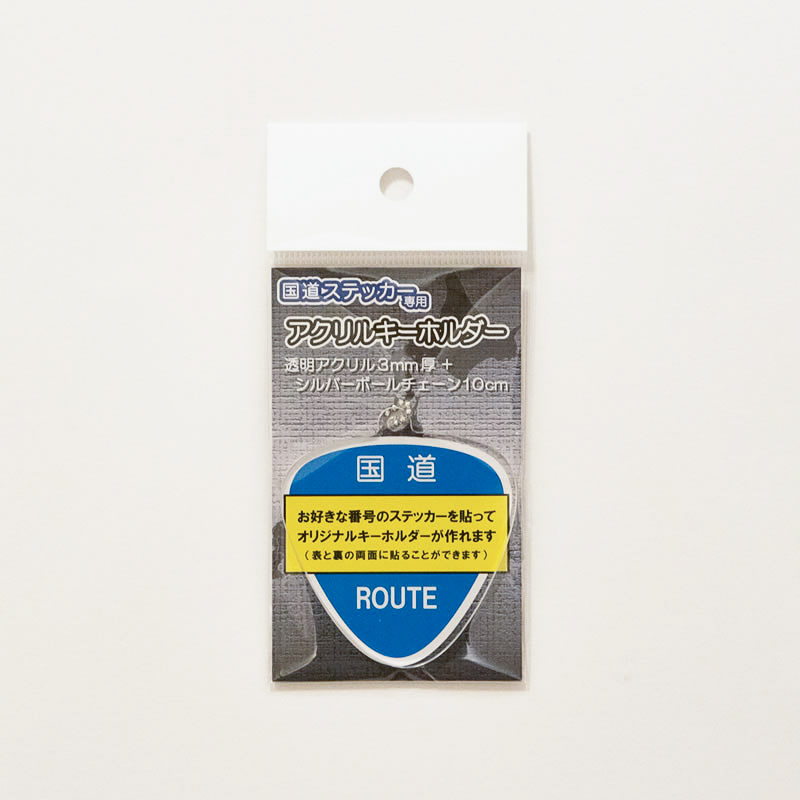 国道ステッカー専用
アクリルキーホルダー
透明アクリル3mm厚+
シルバーボールチェーン10cm
国道
お好きな番号のステッカーを貼って
オリジナルキーホルダーが作れます
(表と裏の両面に貼ることができます)
ROUTE